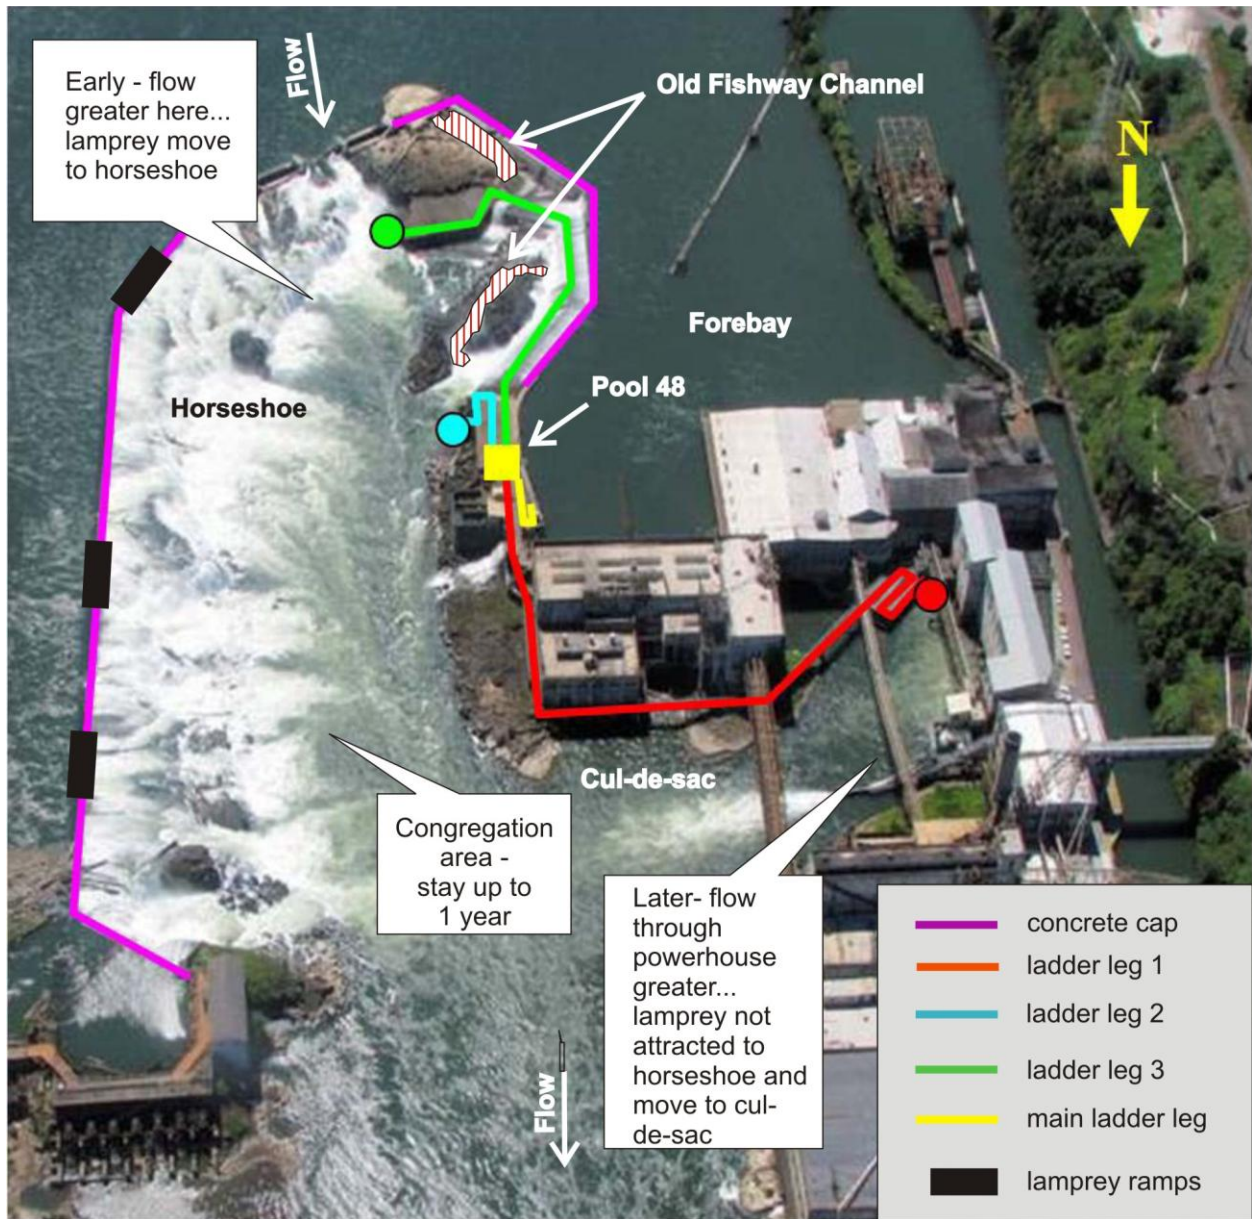 Flow
Early - flow
greater here...
lamprey move
to horseshoe
Old Fishway Channel
N
Forebay
Pool 48
Horseshoe
Cul-de-sac
Congregation
area -
stay up to
1 year
Later- flow
through
powerhouse
greater...
lamprey not
attracted to
horseshoe and
move to cul-
de-sac
Flow
concrete cap
ladder leg 1
ladder leg 2
ladder leg 3
main ladder leg
lamprey ramps